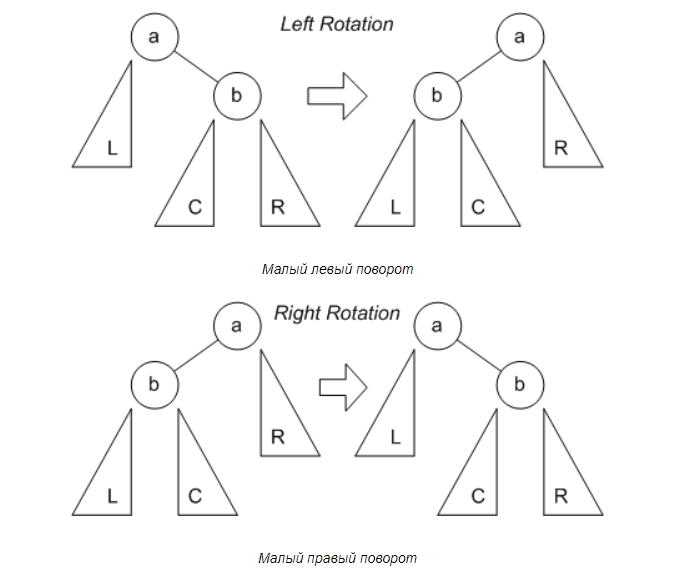 Left Rotation
a a
b b
L R
C R L C
Малый левый поворот
Right Rotation
a a
b b
R L
L C C R
Малый правый поворот